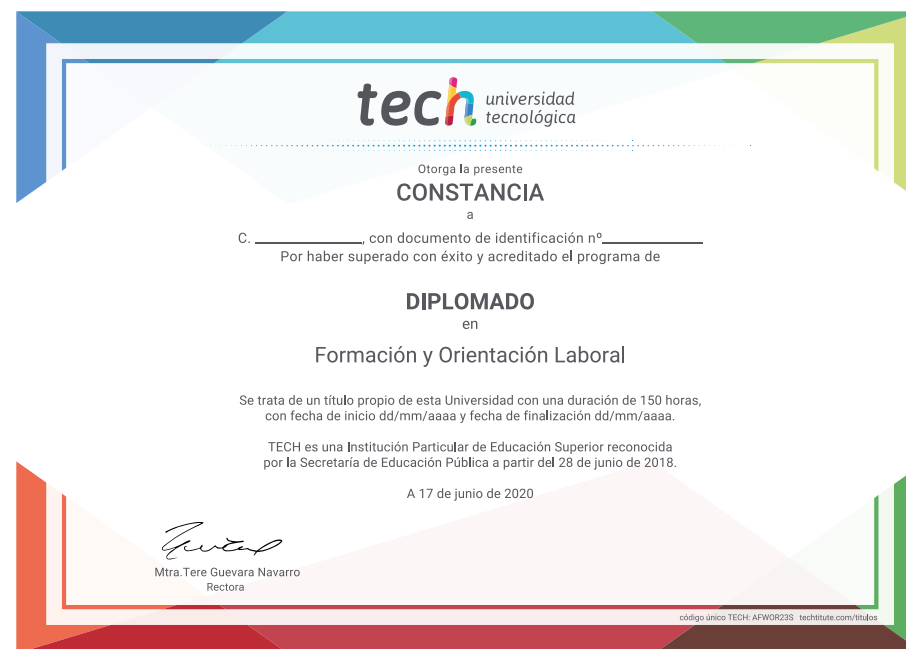 tech universidad
tecnológica
Otorga la presente
CONSTANCIA
a
C. ______________, con documento de identificación nº_____________
Por haber superado con éxito y acreditado el programa de
DIPLOMADO
en
Formación y Orientación Laboral
Se trata de un título propio de esta Universidad con una duración de 150 horas,
con fecha de inicio dd/mm/aaaa y fecha de finalización dd/mm/aaaa.
TECH es una Institución Particular de Educación Superior reconocida
por la Secretaría de Educación Pública a partir del 28 de junio de 2018.
A 17 de junio de 2020
Mtra.Tere Guevara Navarro
Rectora
código único TECH: AFWOR23S techtitute.com/titulos